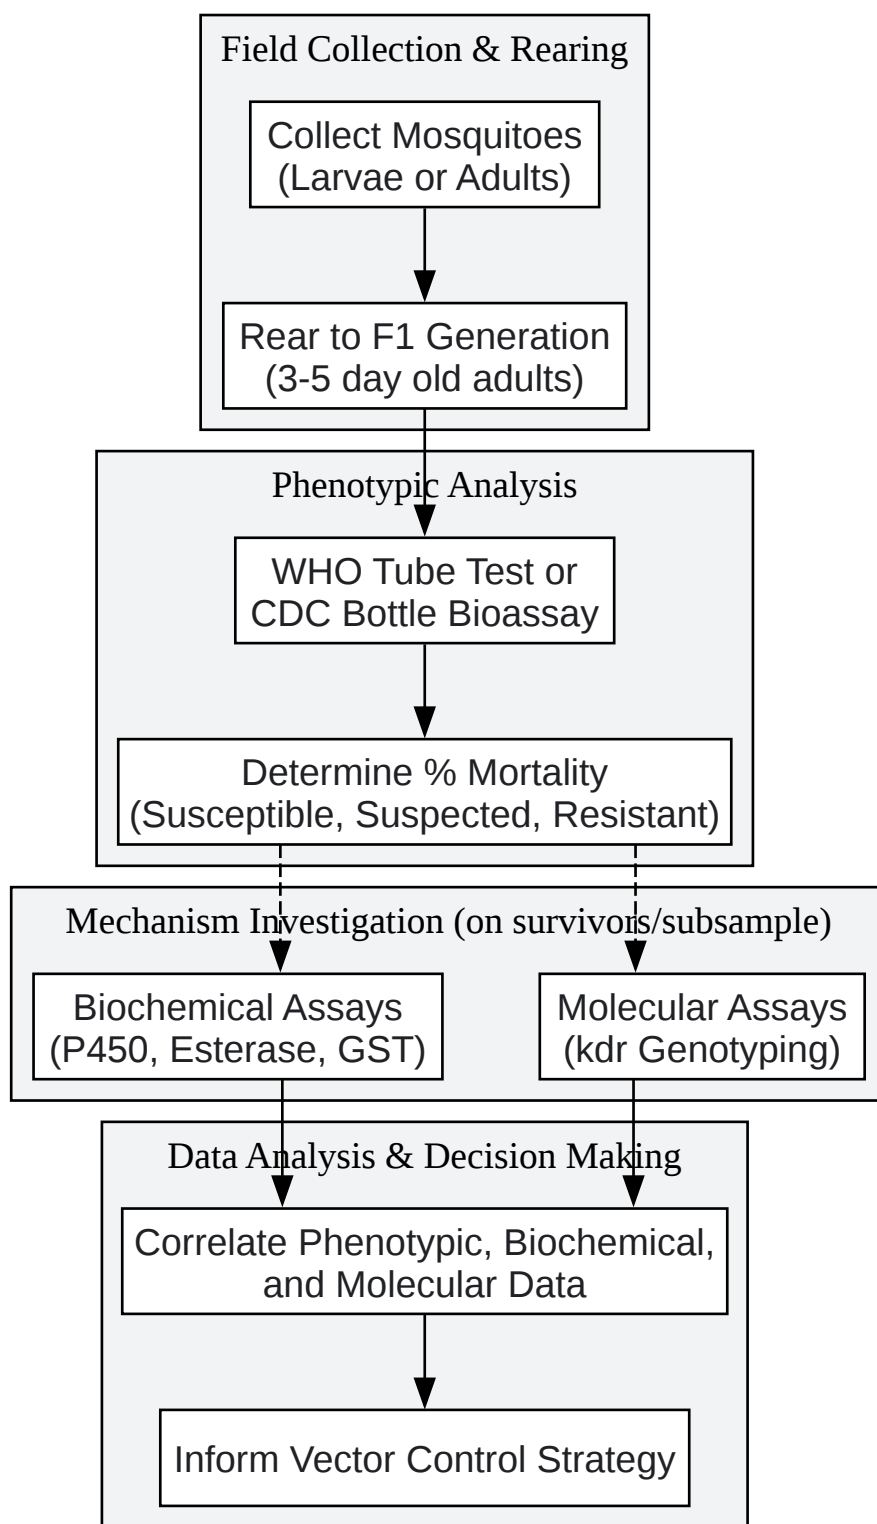 Field Collection & Rearing
Collect Mosquitoes
(Larvae or Adults)
Rear to F1 Generation
(3-5 day old adults)
Phenotypic Analysis
WHO Tube Test or
CDC Bottle Bioassay
Determine % Mortality
(Susceptible, Suspected, Resistant)
Mechanism Investigation (on survivors/subsample)
Biochemical Assays
(P450, Esterase, GST)
Molecular Assays
(kdr Genotyping)
Data Analysis & Decision Making
Correlate Phenotypic, Biochemical,
and Molecular Data
Inform Vector Control Strategy